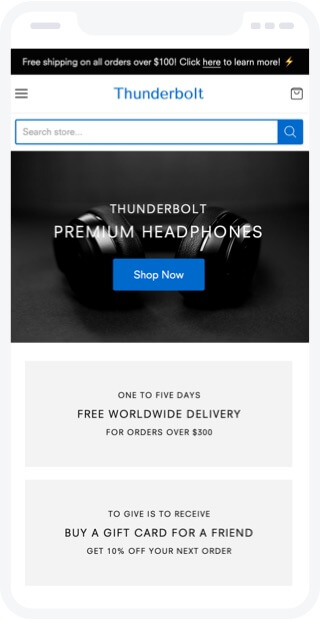 Free shipping on all orders over $100! Click here to learn more! ⚡
Thunderbolt
Search store...
THUNDERBOLT
PREMIUM HEADPHONES
Shop Now
ONE TO FIVE DAYS
FREE WORLDWIDE DELIVERY
FOR ORDERS OVER $300
TO GIVE IS TO RECEIVE
BUY A GIFT CARD FOR A FRIEND
GET 10% OFF YOUR NEXT ORDER